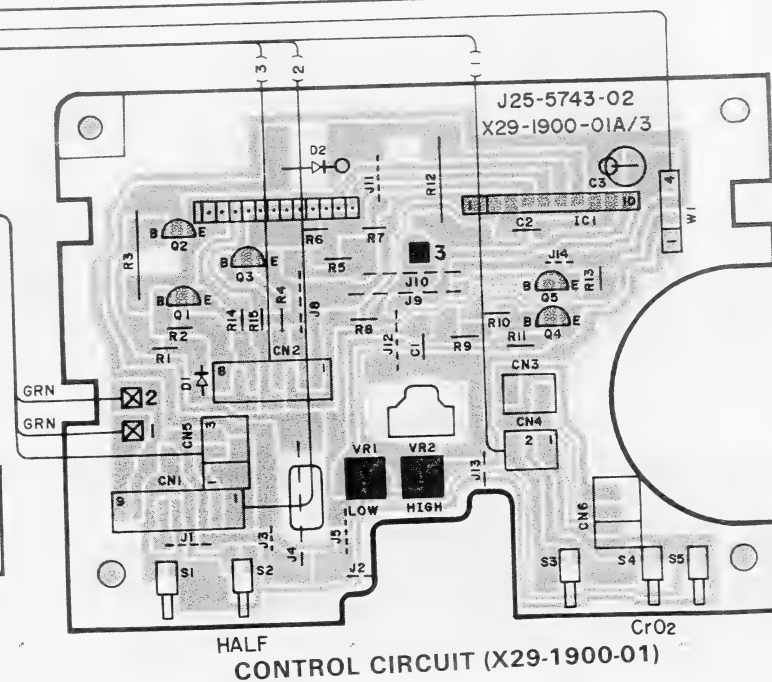 3
2
1
J25-5743-02
X29-1900-01A/3
D2
J11
R12
C3
4
W1
1
1
10
C2
IC1
B
E
Q2
R3
R6
R7
B
E
Q3
R5
3
J10
J9
J14
B
E
Q5
R13
B
E
Q1
R2
R1
R14
R15
R4
J8
R8
J12
C1
R9
R10
B
E
Q4
R11
CN2
8
1
D1
CN3
GRN
2
GRN
1
CN5
3
1
CN4
2
1
VR1
VR2
LOW
HIGH
J13
CN1
9
1
J1
J3
J4
J5
J2
CN6
S1
S2
S3
S4
S5
HALF
CrO2
CONTROL CIRCUIT (X29-1900-01)